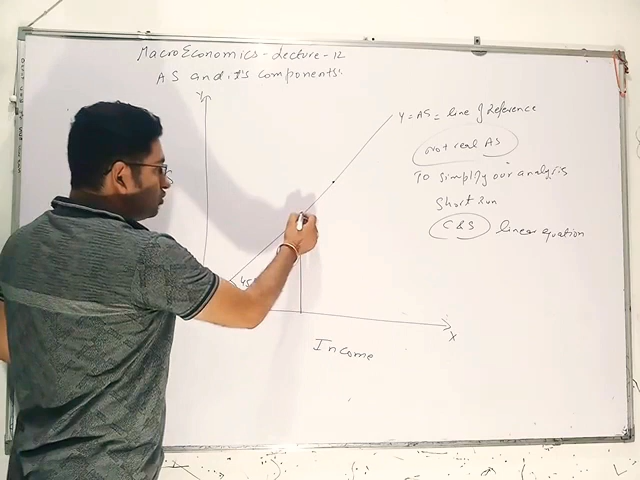 MacroEconomics - Lecture - 12
AS and it's components.
Y
Y = AS = line of Reference
Not real AS
To simplify our analysis
Short Run
C & S linear equation
45
X
Income